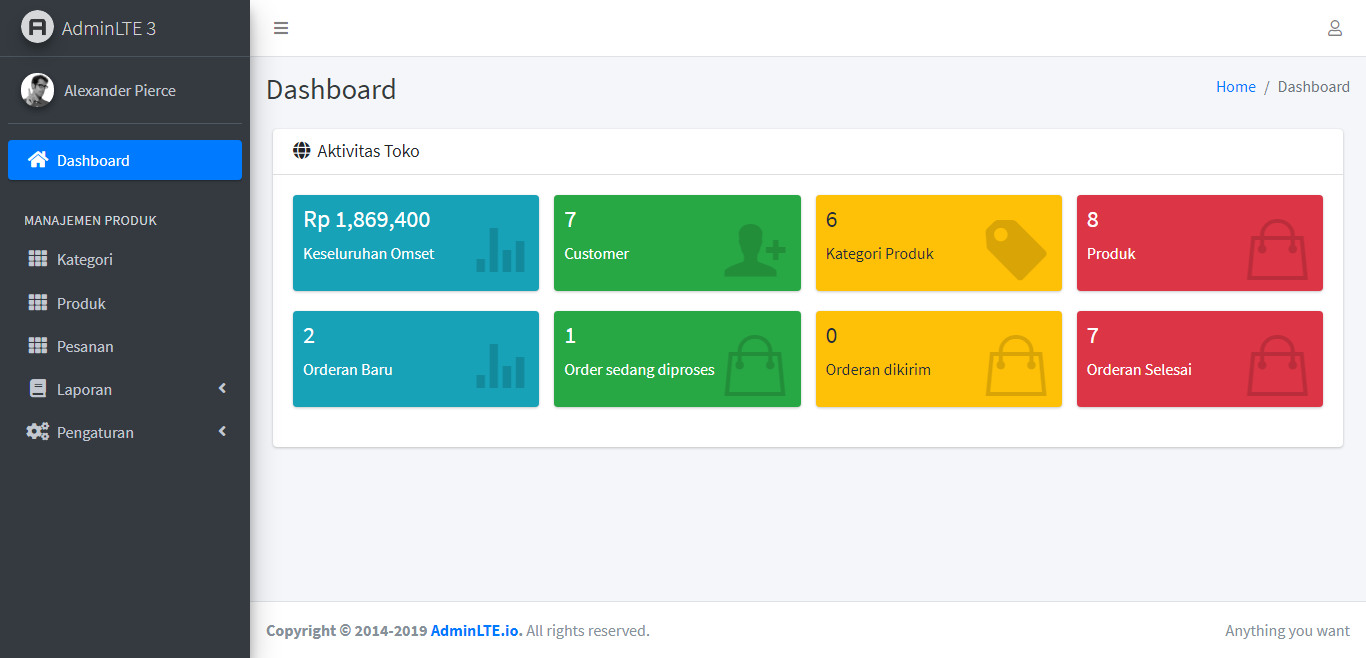 AdminLTE 3
Alexander Pierce
Dashboard
MANAJEMEN PRODUK
Kategori
Produk
Pesanan
Laporan
Pengaturan
Dashboard
Home / Dashboard
Aktivitas Toko
Rp 1,869,400
Keseluruhan Omset
7
Customer
6
Kategori Produk
8
Produk
2
Orderan Baru
1
Order sedang diproses
0
Orderan dikirim
7
Orderan Selesai
Copyright © 2014-2019 AdminLTE.io. All rights reserved.
Anything you want